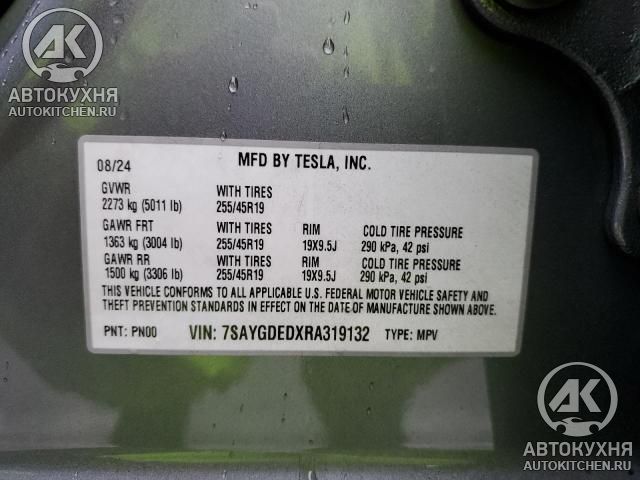 AK
АВТОКУХНЯ
AUTOKITCHEN.RU
08/24 MFD BY TESLA, INC.
GVWR WITH TIRES
2273 kg (5011 lb) 255/45R19
GAWR FRT WITH TIRES RIM COLD TIRE PRESSURE
1363 kg (3004 lb) 255/45R19 19X9.5J 290 kPa, 42 psi
GAWR RR WITH TIRES RIM COLD TIRE PRESSURE
1500 kg (3306 lb) 255/45R19 19X9.5J 290 kPa, 42 psi
THIS VEHICLE CONFORMS TO ALL APPLICABLE U.S. FEDERAL MOTOR VEHICLE SAFETY AND
THEFT PREVENTION STANDARDS IN EFFECT ON THE DATE OF MANUFACTURE SHOWN ABOVE.
PNT: PN00 VIN: 7SAYGDEDXRA319132 TYPE: MPV
AK
АВТОКУХНЯ
AUTOKITCHEN.RU